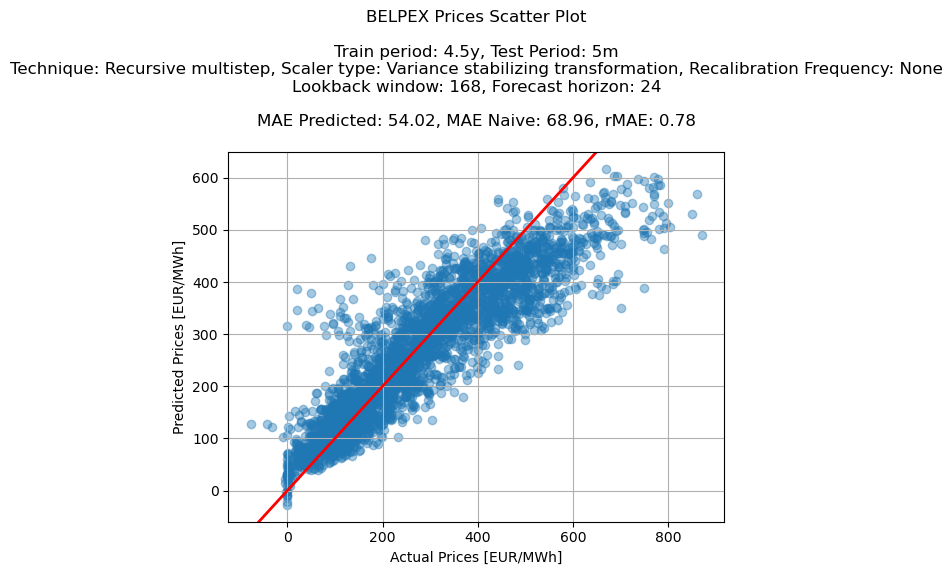 BELPEX Prices Scatter Plot
Train period: 4.5y, Test Period: 5m
Technique: Recursive multistep, Scaler type: Variance stabilizing transformation, Recalibration Frequency: None
Lookback window: 168, Forecast horizon: 24
MAE Predicted: 54.02, MAE Naive: 68.96, rMAE: 0.78
Predicted Prices [EUR/MWh]
600
500
400
300
200
100
0
0 200 400 600 800
Actual Prices [EUR/MWh]